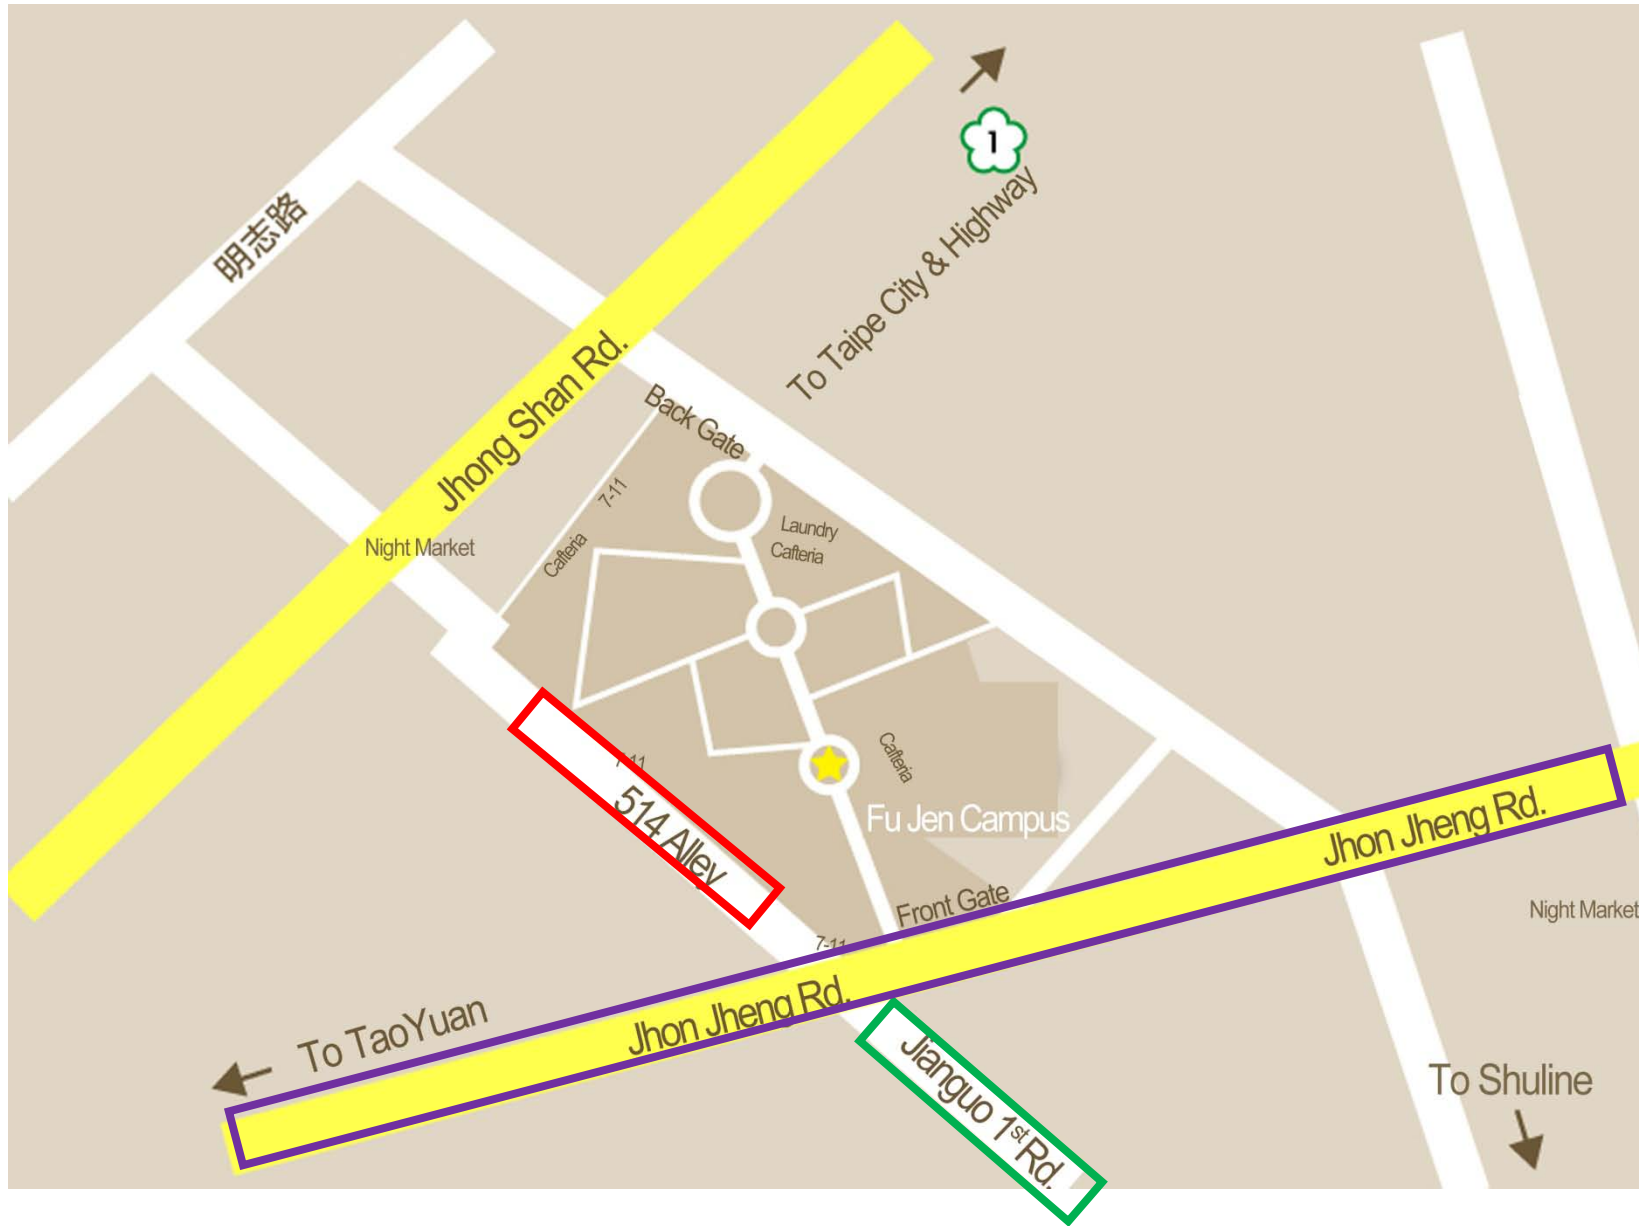 1
明志路
To Taipe City & Highway
Jhong Shan Rd.
Back Gate
7-11
Laundry
Cafteria
Night Market
Cafteria
7-11
Cafteria
514 Alley
Fu Jen Campus
Jhon Jheng Rd.
Front Gate
Night Market
7-11
Jhon Jheng Rd.
To TaoYuan
Jianguo 1st Rd.
To Shuline